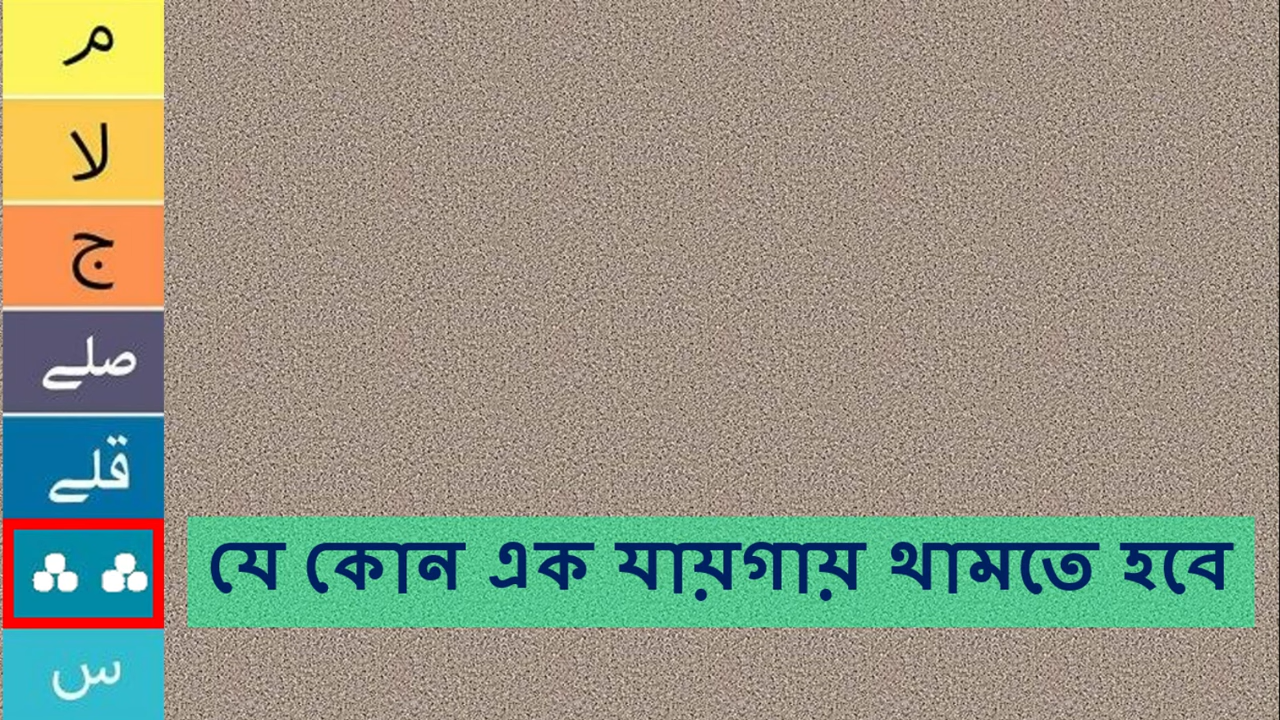 م
لا
ج
صلے
قلے
∴ ∴
যে কোন এক যায়গায় থামতে হবে
س